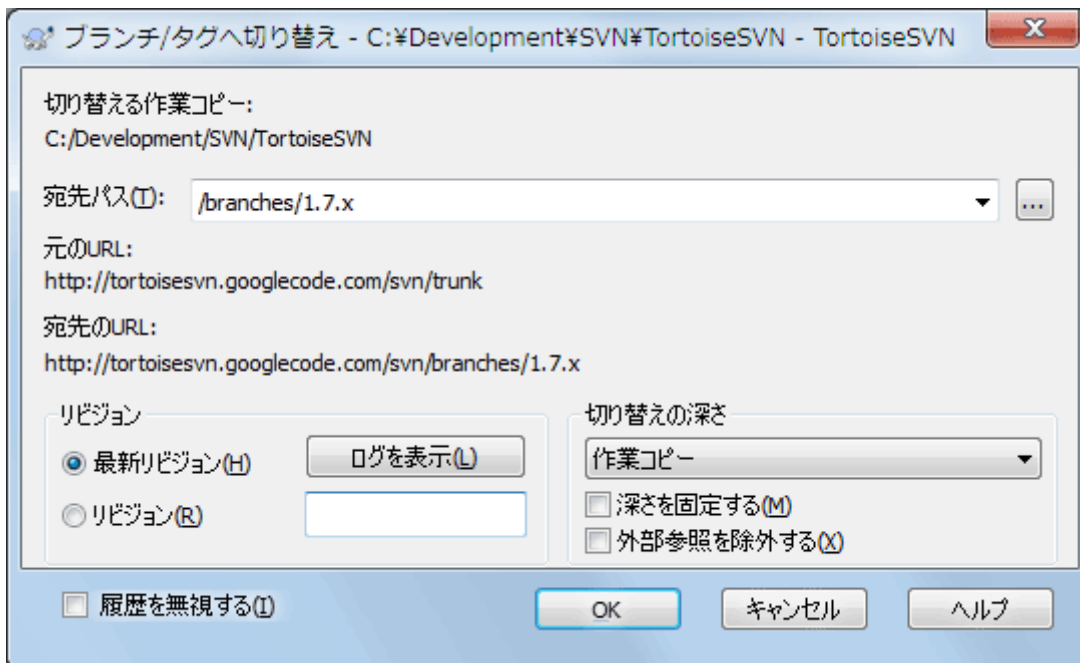 ブランチ/タグへ切り替え - C:¥Development¥SVN¥TortoiseSVN - TortoiseSVN
切り替える作業コピー:
C:/Development/SVN/TortoiseSVN
宛先パス(T): /branches/1.7.x ...
元のURL:
http://tortoisesvn.googlecode.com/svn/trunk
宛先のURL:
http://tortoisesvn.googlecode.com/svn/branches/1.7.x
リビジョン
最新リビジョン(H) ログを表示(L)
リビジョン(R)
切り替えの深さ
作業コピー
深さを固定する(M)
外部参照を除外する(X)
履歴を無視する(I) OK キャンセル ヘルプ